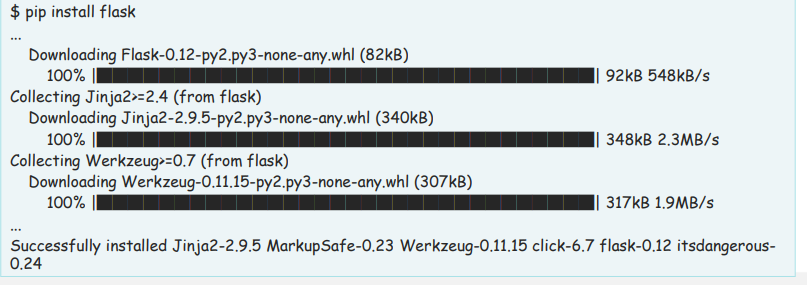 $ pip install flask
...
Downloading Flask-0.12-py2.py3-none-any.whl (82kB)
100% |████████████████████████████████| 92kB 548kB/s
Collecting Jinja2>=2.4 (from flask)
Downloading Jinja2-2.9.5-py2.py3-none-any.whl (340kB)
100% |████████████████████████████████| 348kB 2.3MB/s
Collecting Werkzeug>=0.7 (from flask)
Downloading Werkzeug-0.11.15-py2.py3-none-any.whl (307kB)
100% |████████████████████████████████| 317kB 1.9MB/s
...
Successfully installed Jinja2-2.9.5 MarkupSafe-0.23 Werkzeug-0.11.15 click-6.7 flask-0.12 itsdangerous-
0.24